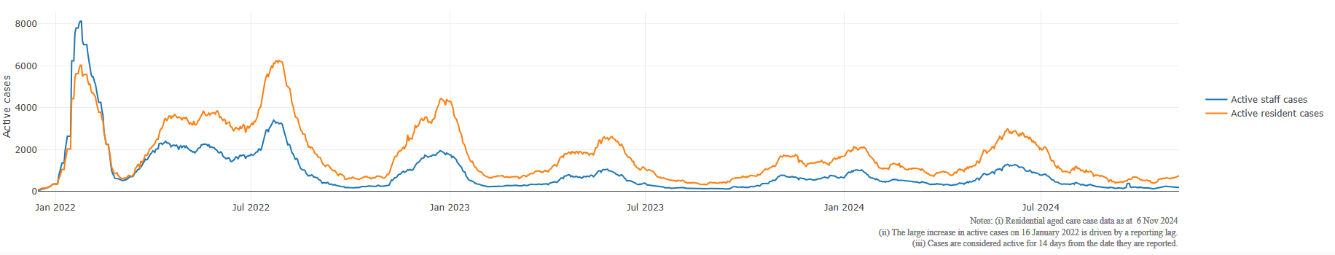 8000
6000
4000
2000
0
Active cases
Jan 2022
Jul 2022
Jan 2023
Jul 2023
Jan 2024
Jul 2024
Active staff cases
Active resident cases
Notes: (i) Residential aged care case data as at 6 Nov 2024
(ii) The large increase in active cases on 16 January 2022 is driven by a reporting lag.
(iii) Cases are considered active for 14 days from the date they are reported.